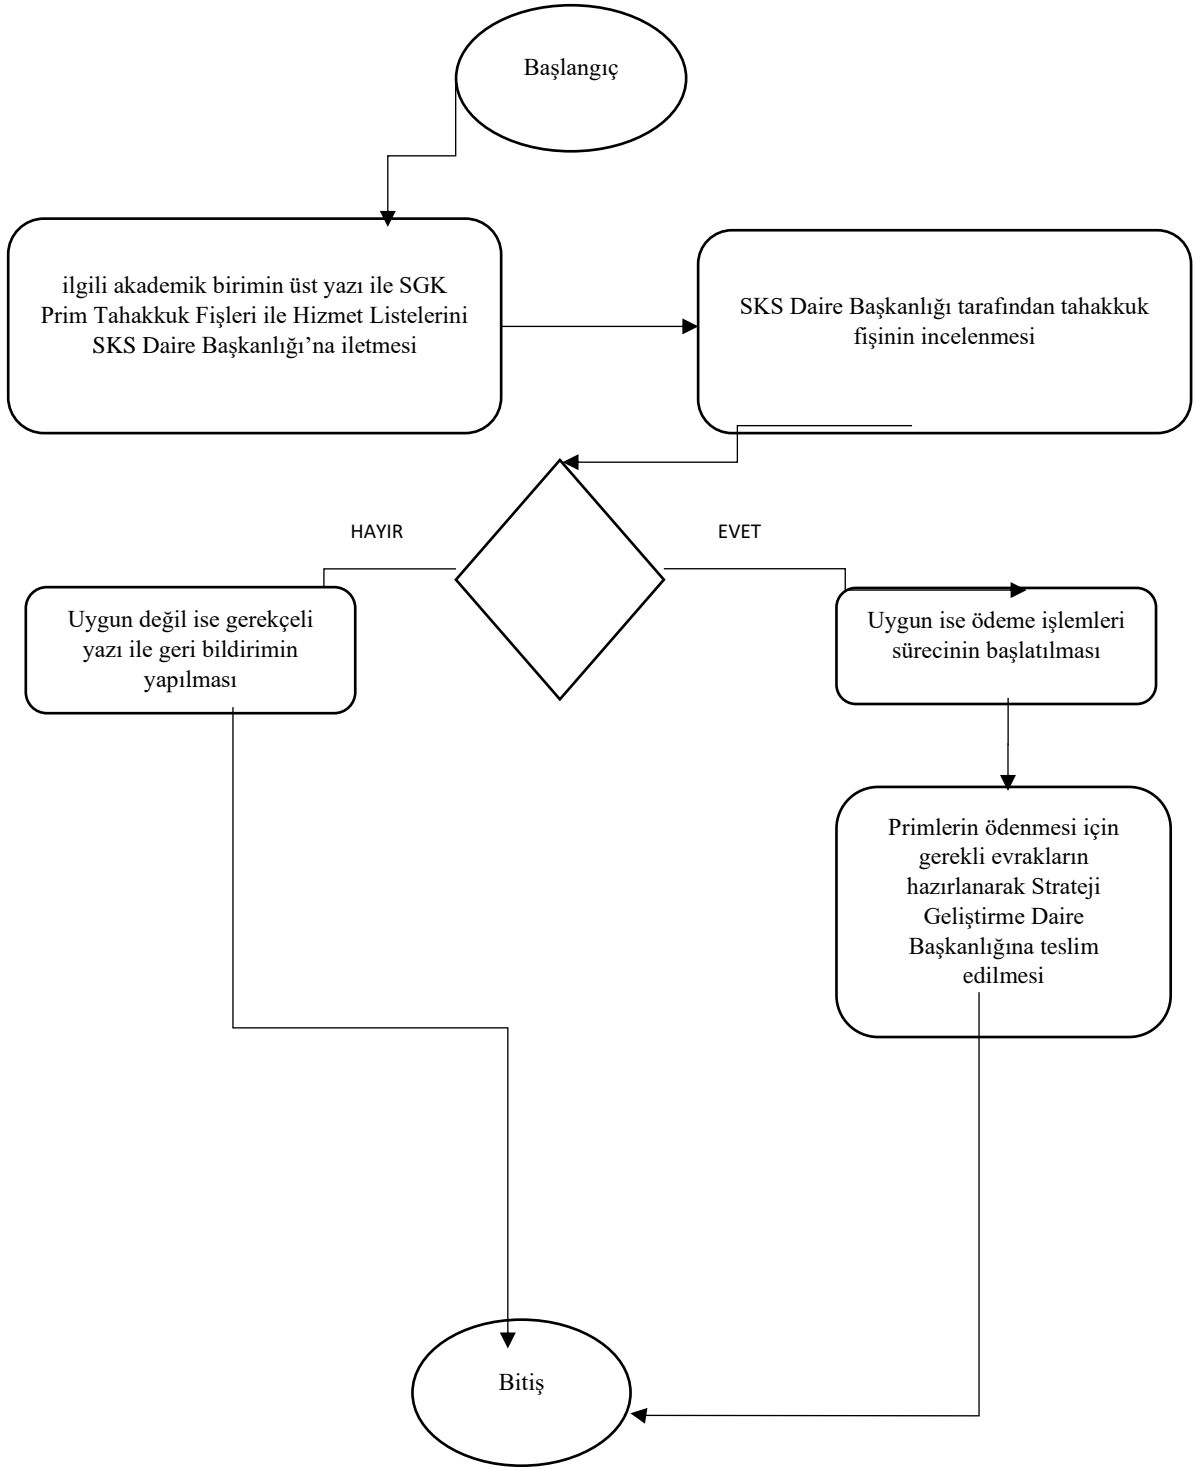 Başlangıç
ilgili akademik birimin üst yazı ile SGK
Prim Tahakkuk Fişleri ile Hizmet Listelerini
SKS Daire Başkanlığı’na iletmesi
SKS Daire Başkanlığı tarafından tahakkuk
fişinin incelenmesi
HAYIR
EVET
Uygun değil ise gerekçeli
yazı ile geri bildirimin
yapılması
Uygun ise ödeme işlemleri
sürecinin başlatılması
Primlerin ödenmesi için
gerekli evrakların
hazırlanarak Strateji
Geliştirme Daire
Başkanlığına teslim
edilmesi
Bitiş